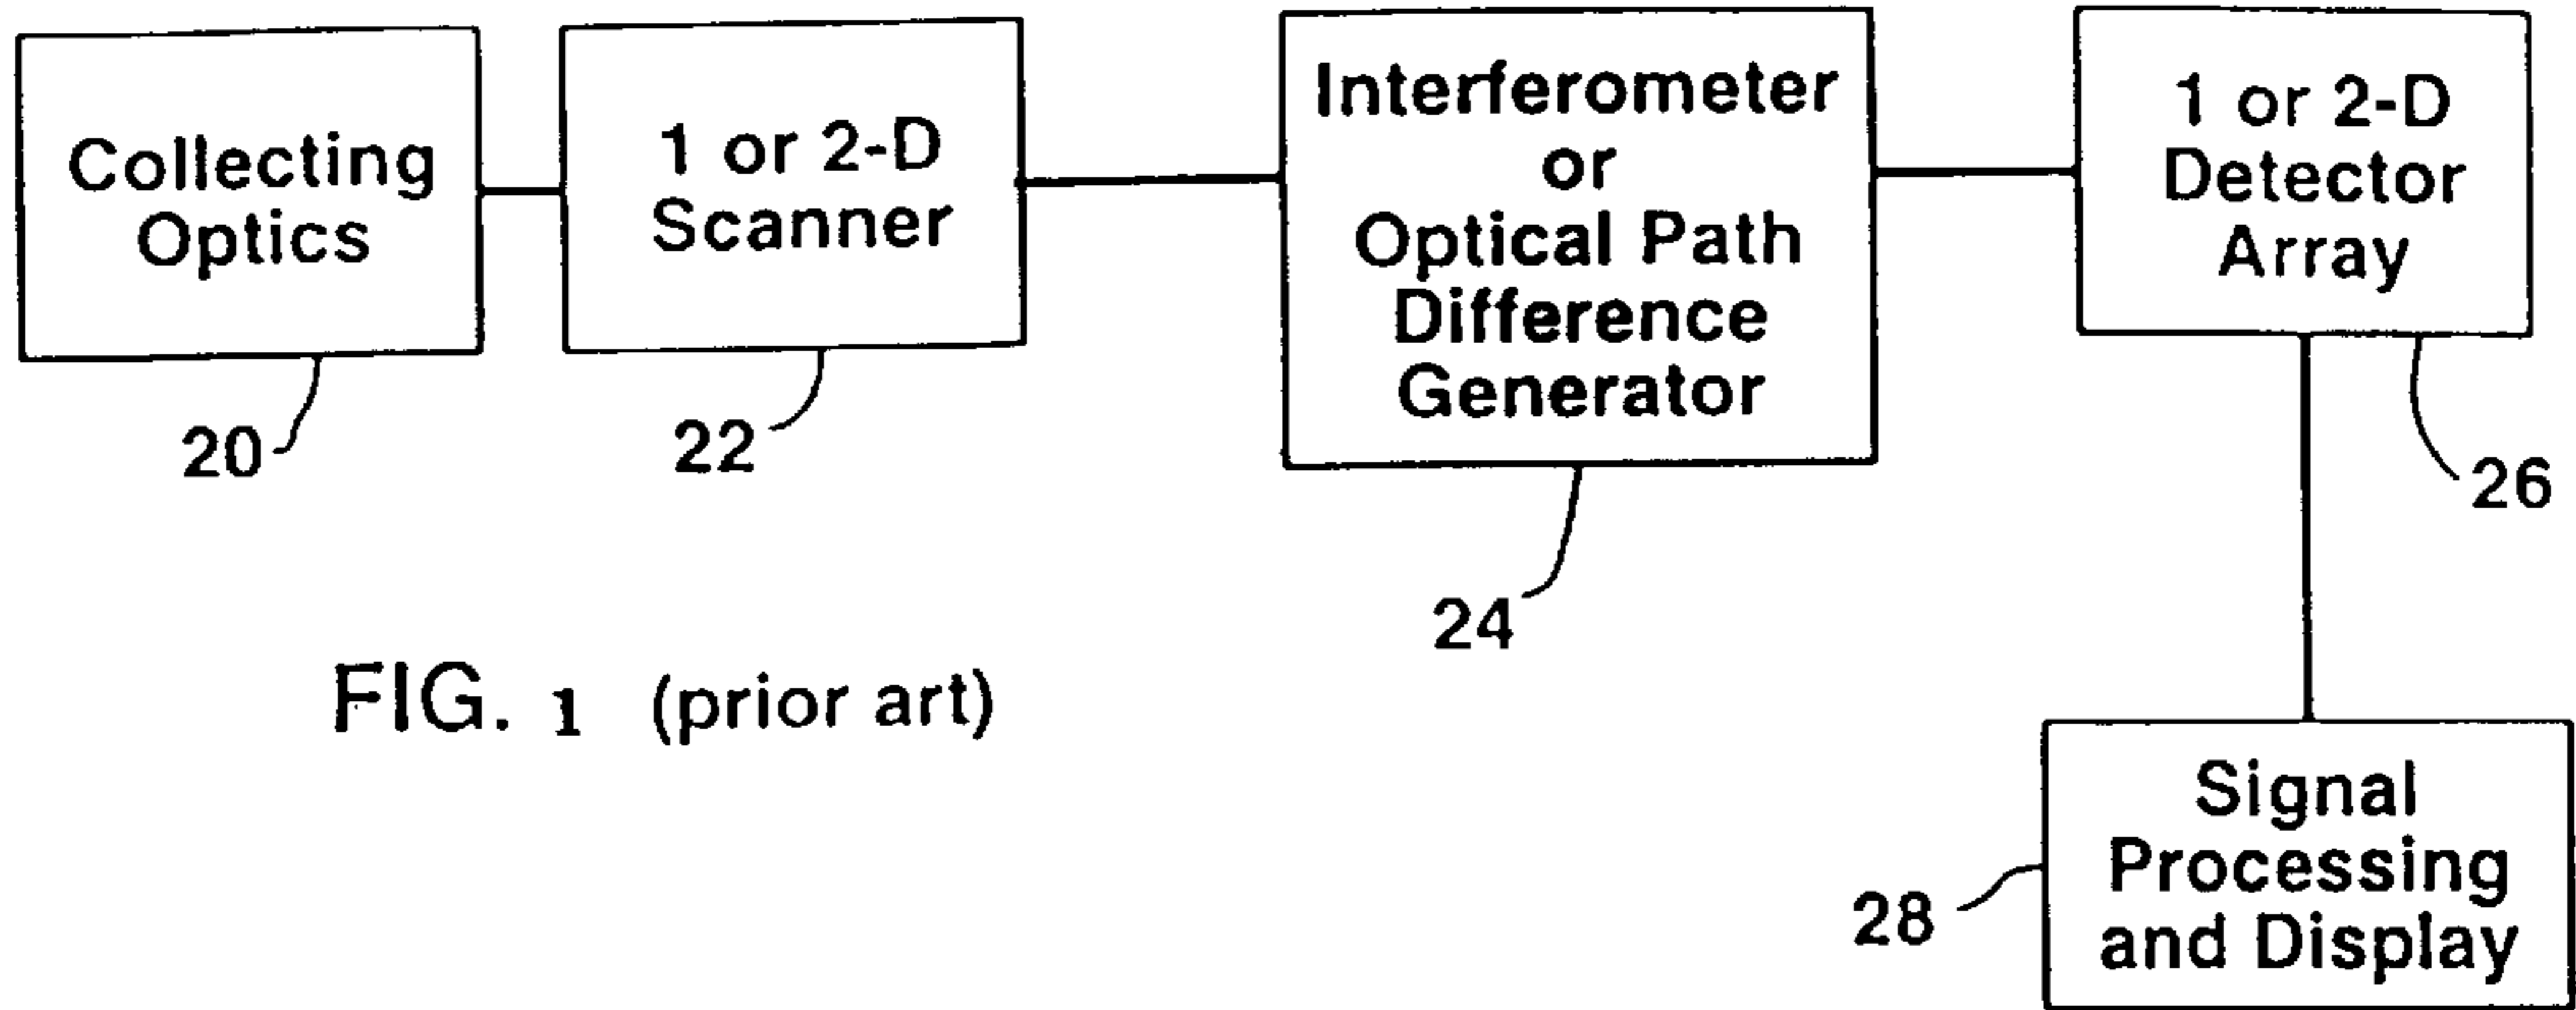 Collecting
Optics
20
1 or 2-D
Scanner
22
Interferometer
or
Optical Path
Difference
Generator
24
1 or 2-D
Detector
Array
26
Signal
Processing
and Display
28
FIG. 1 (prior art)